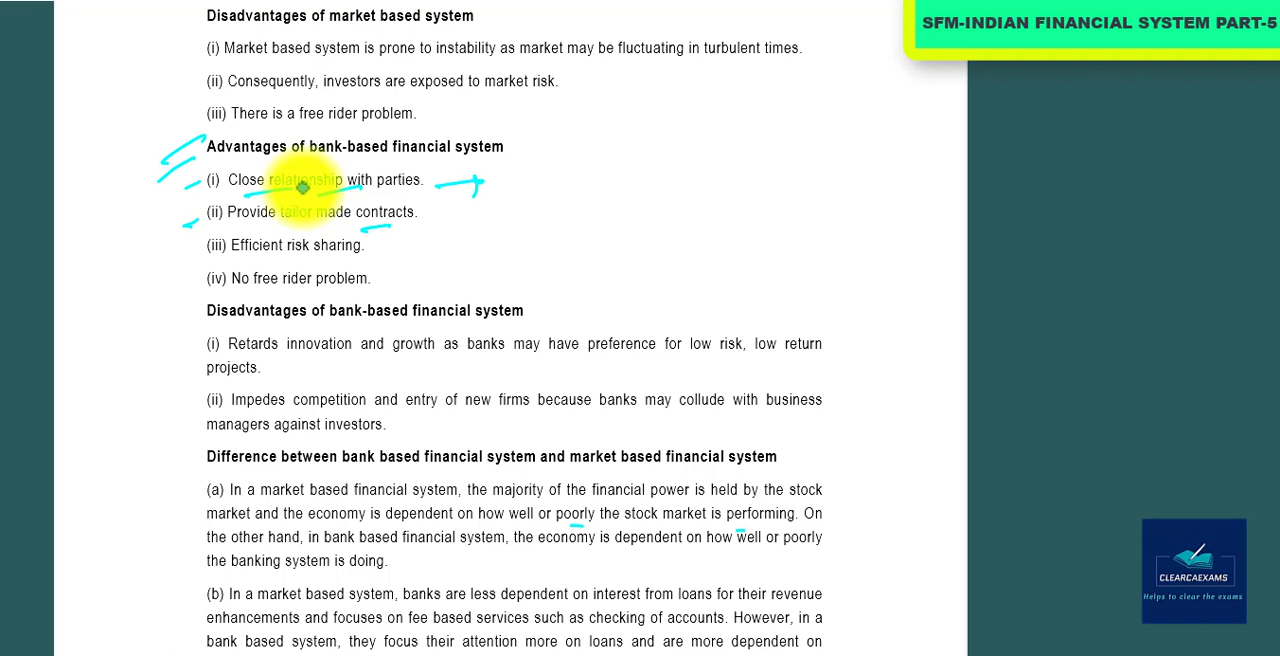 Disadvantages of market based system
SFM-INDIAN FINANCIAL SYSTEM PART-5
(i) Market based system is prone to instability as market may be fluctuating in turbulent times.
(ii) Consequently, investors are exposed to market risk.
(iii) There is a free rider problem.
Advantages of bank-based financial system
(i) Close relationship with parties.
(ii) Provide tailor made contracts.
(iii) Efficient risk sharing.
(iv) No free rider problem.
Disadvantages of bank-based financial system
(i) Retards innovation and growth as banks may have preference for low risk, low return
projects.
(ii) Impedes competition and entry of new firms because banks may collude with business
managers against investors.
Difference between bank based financial system and market based financial system
(a) In a market based financial system, the majority of the financial power is held by the stock
market and the economy is dependent on how well or poorly the stock market is performing. On
the other hand, in bank based financial system, the economy is dependent on how well or poorly
the banking system is doing.
(b) In a market based system, banks are less dependent on interest from loans for their revenue
enhancements and focuses on fee based services such as checking of accounts. However, in a
bank based system, they focus their attention more on loans and are more dependent on
CLEARCAEXAMS
Helps to clear the exams